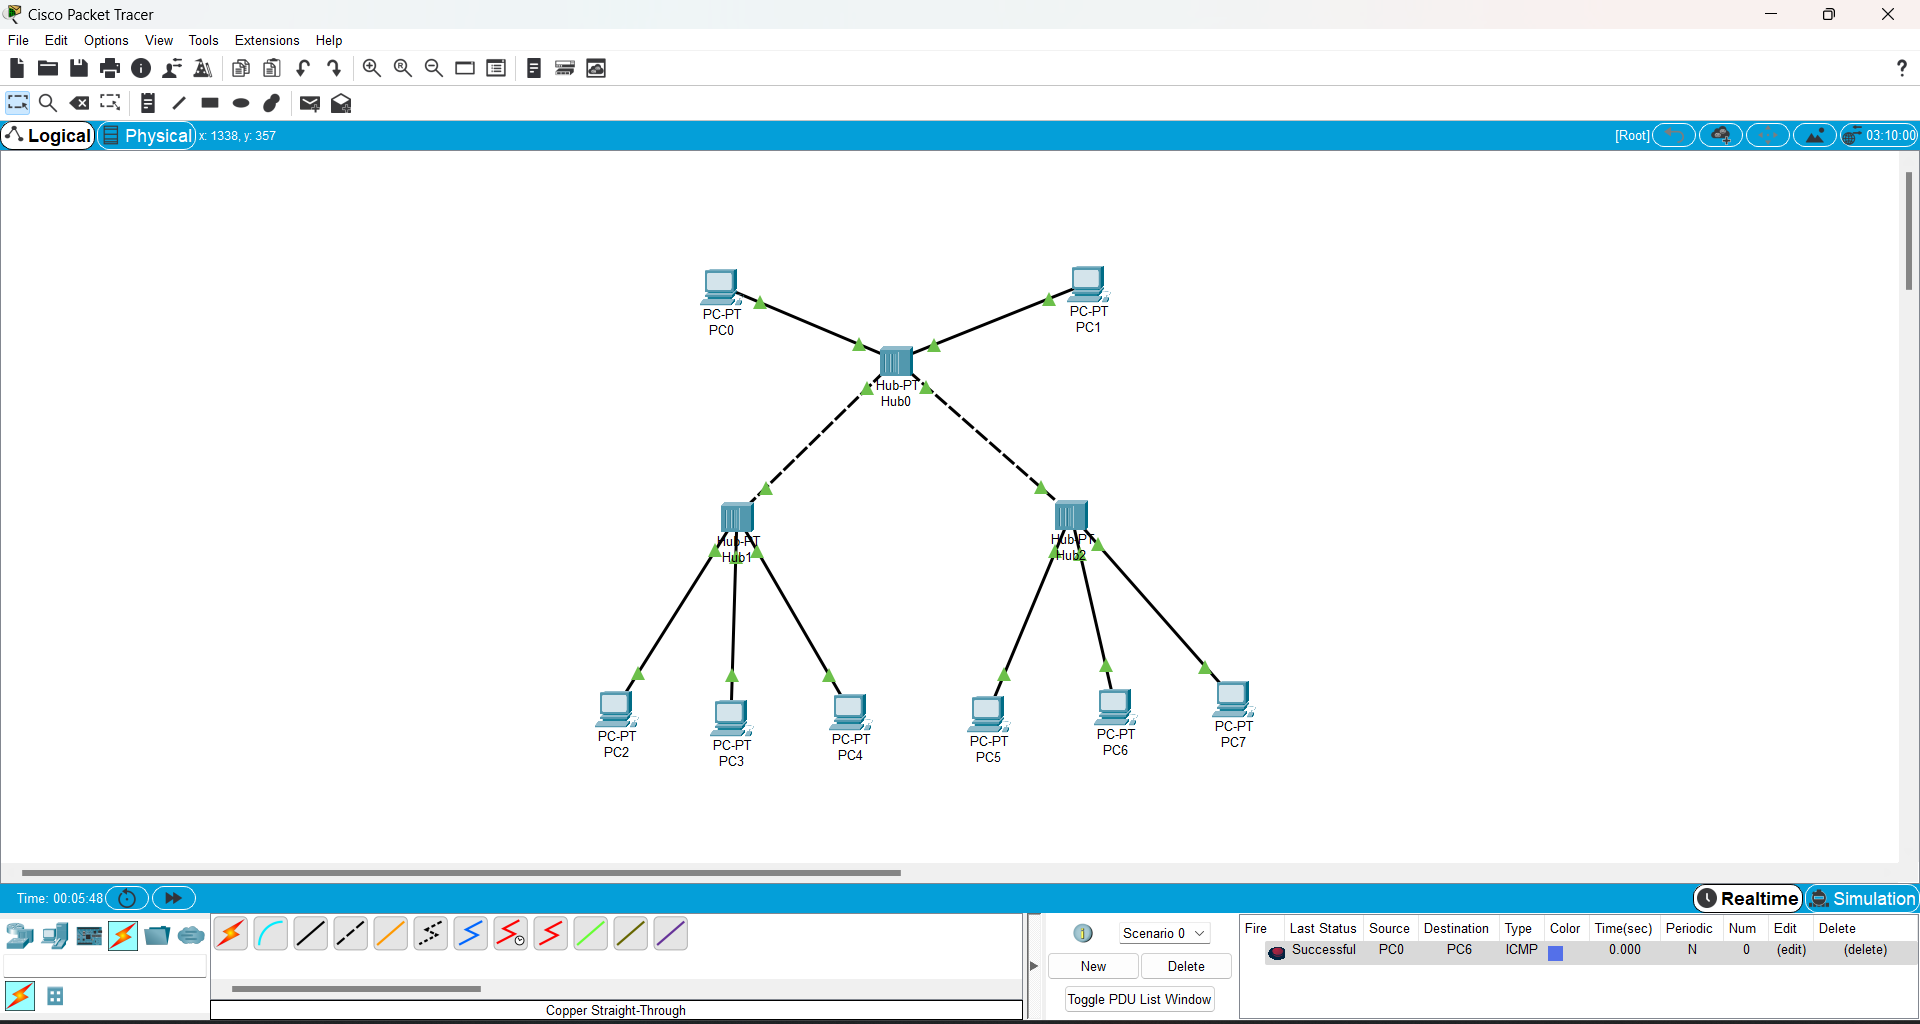 Cisco Packet Tracer
File Edit Options View Tools Extensions Help
?
Logical Physical x: 1338, y: 357 [Root] 03:10:00
PC-PT
PC0
PC-PT
PC1
Hub-PT
Hub0
Hub-PT
Hub1
Hub-PT
Hub2
PC-PT
PC2
PC-PT
PC3
PC-PT
PC4
PC-PT
PC5
PC-PT
PC6
PC-PT
PC7
Time: 00:05:48 Realtime Simulation
Scenario 0
New Delete
Toggle PDU List Window
Fire Last Status Source Destination Type Color Time(sec) Periodic Num Edit Delete
Successful PC0 PC6 ICMP 0.000 N 0 (edit) (delete)
Copper Straight-Through